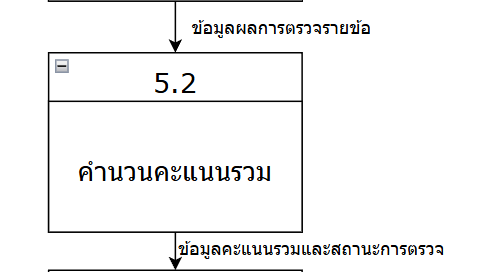 ข้อมูลผลการตรวจรายข้อ
5.2
คำนวนคะแนนรวม
ข้อมูลคะแนนรวมและสถานะการตรวจ